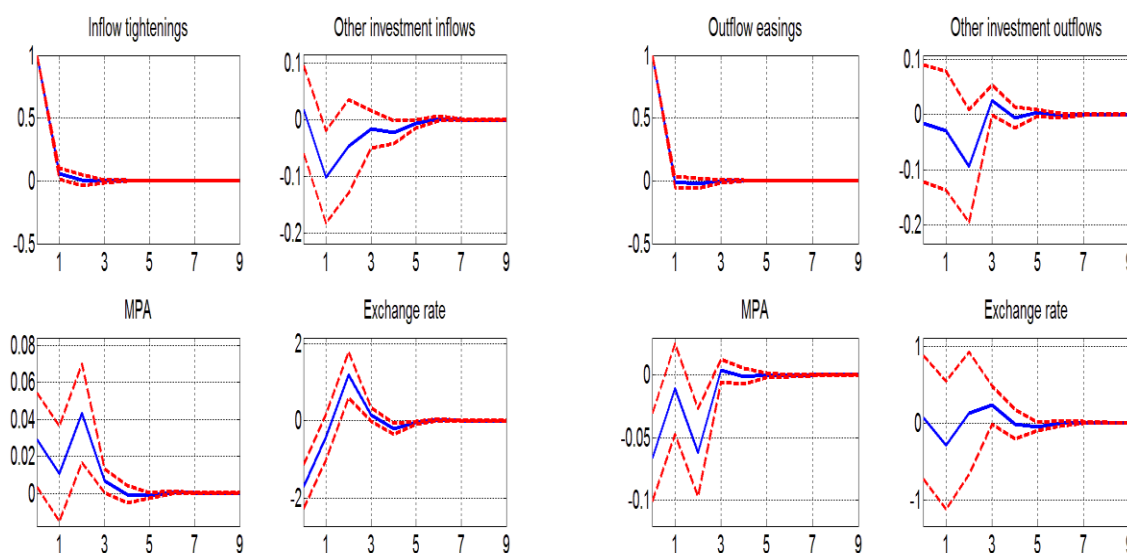 Inflow tightenings
1
0.5
0
-0.5
1 3 5 7 9
Other investment inflows
0.1
0
-0.1
-0.2
1 3 5 7 9
Outflow easings
1
0.5
0
-0.5
1 3 5 7 9
Other investment outflows
0.1
0
-0.1
-0.2
1 3 5 7 9
MPA
0.08
0.06
0.04
0.02
0
1 3 5 7 9
Exchange rate
2
0
-2
1 3 5 7 9
MPA
0
-0.05
-0.1
1 3 5 7 9
Exchange rate
1
0
-1
1 3 5 7 9